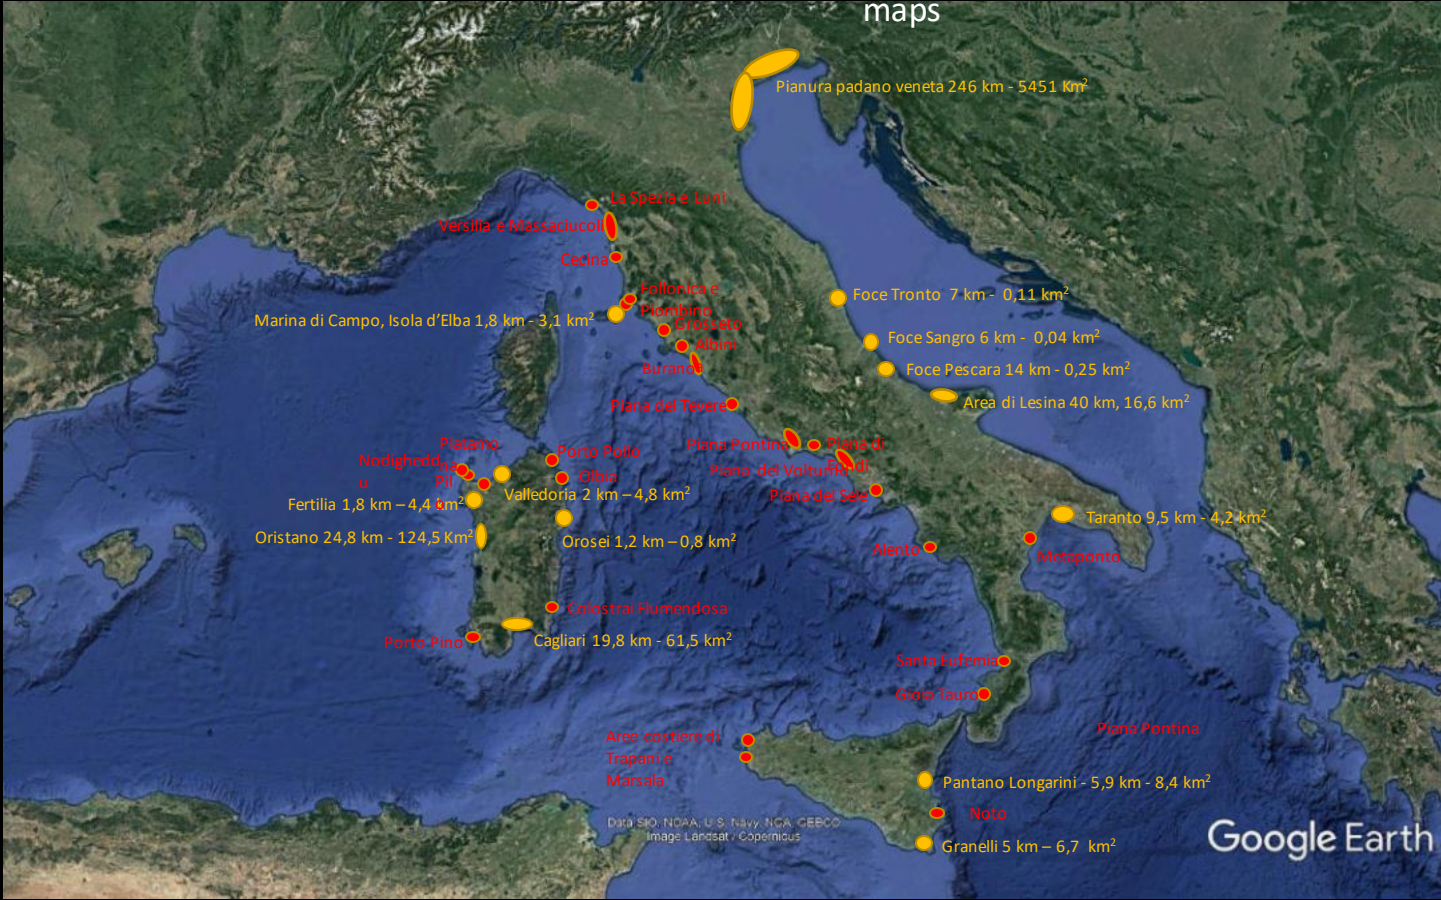 maps
Pianura padano veneta 246 km - 5451 Km²
La Spezia e Luni
Versilia e Massaciucoli
Cecina
Follonica e
Piombino
Marina di Campo, Isola d'Elba 1,8 km - 3,1 km²
Grosseto
Albini
Burano
Foce Tronto 7 km - 0,11 km²
Foce Sangro 6 km - 0,04 km²
Foce Pescara 14 km - 0,25 km²
Area di Lesina 40 km, 16,6 km²
Piana del Tevere
Piana Pontina
Piana di
Fondi
Piana del Volturno
Piana del Sele
Platamo
na
Nodighedd
u
Pil
Porto Pollo
Olbia
Valledoria 2 km – 4,8 km²
Fertilia 1,8 km – 4,4 km²
Oristano 24,8 km - 124,5 Km²
Orosei 1,2 km – 0,8 km²
Taranto 9,5 km - 4,2 km²
Metaponto
Alento
Colostrai Flumendosa
Cagliari 19,8 km - 61,5 km²
Porto Pino
Santa Eufemia
Gioia Tauro
Piana Pontina
Aree costiere di
Trapani e
Marsala
Pantano Longarini - 5,9 km - 8,4 km²
Noto
Granelli 5 km – 6,7 km²
Data SIO, NOAA, U.S. Navy, NGA, GEBCO
Image Landsat / Copernicus
Google Earth